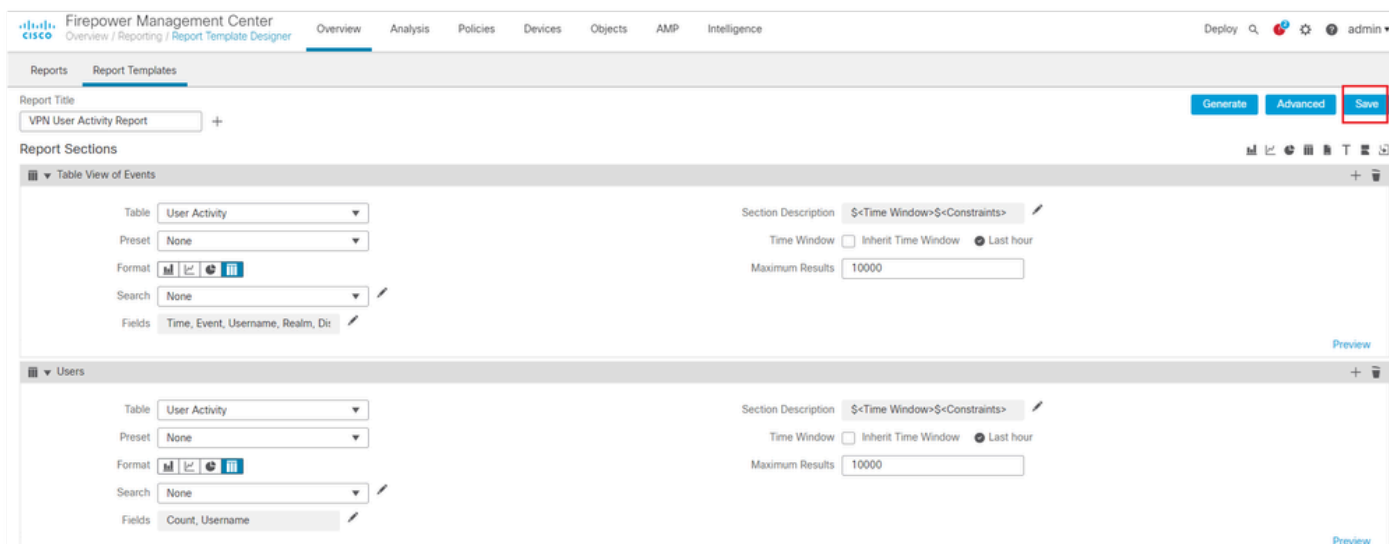 Firepower Management Center
CISCO Overview / Reporting / Report Template Designer Overview Analysis Policies Devices Objects AMP Intelligence Deploy 2 admin
Reports Report Templates
Report Title
VPN User Activity Report + Generate Advanced Save
Report Sections
Table View of Events
Table User Activity Section Description $<Time Window>$<Constraints>
Preset None Time Window Inherit Time Window Last hour
Format Maximum Results 10000
Search None
Fields Time, Event, Username, Realm, Dis
Preview
Users
Table User Activity Section Description $<Time Window>$<Constraints>
Preset None Time Window Inherit Time Window Last hour
Format Maximum Results 10000
Search None
Fields Count, Username
Preview